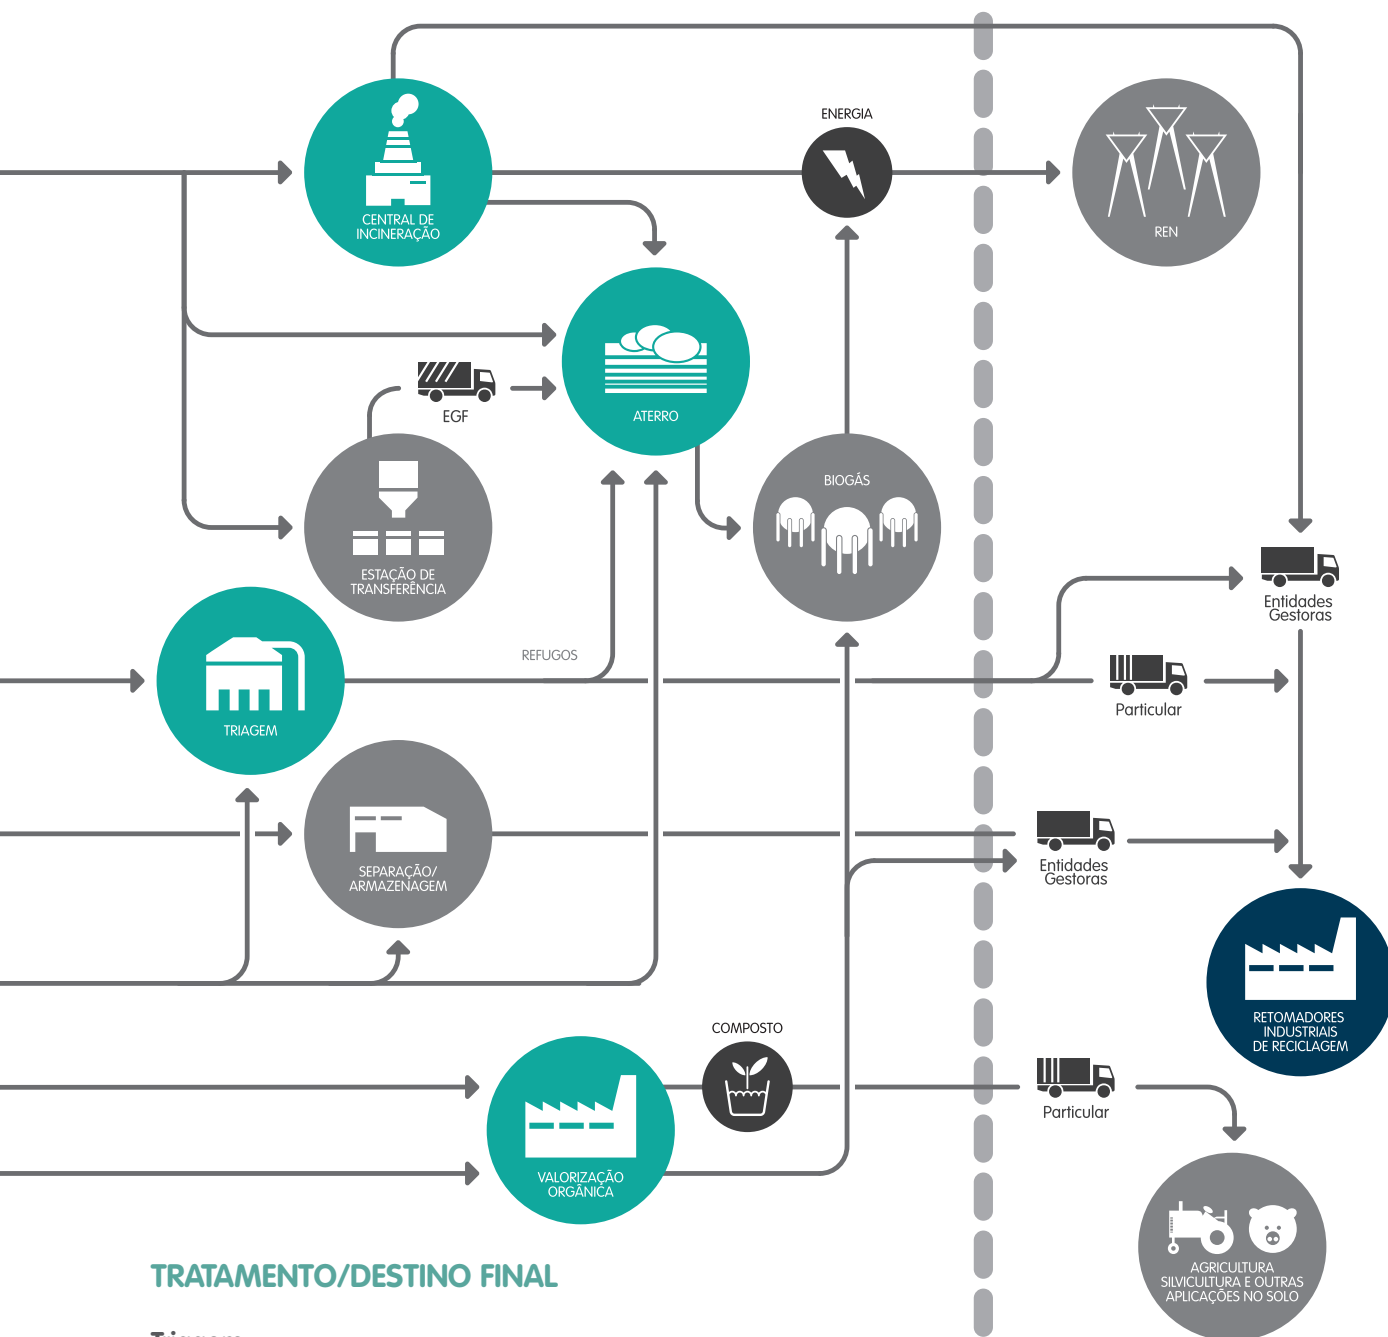 ENERGIA
CENTRAL DE
INCINERAÇÃO
REN
EGF
ATERRO
BIOGÁS
ESTAÇÃO DE
TRANSFERÊNCIA
Entidades
Gestoras
REFUGOS
Particular
TRIAGEM
SEPARAÇÃO/
ARMAZENAGEM
Entidades
Gestoras
RETOMADORES
INDUSTRIAIS
DE RECICLAGEM
COMPOSTO
Particular
VALORIZAÇÃO
ORGÂNICA
AGRICULTURA
SILVICULTURA E OUTRAS
APLICAÇÕES NO SOLO
TRATAMENTO/DESTINO FINAL
Triagem